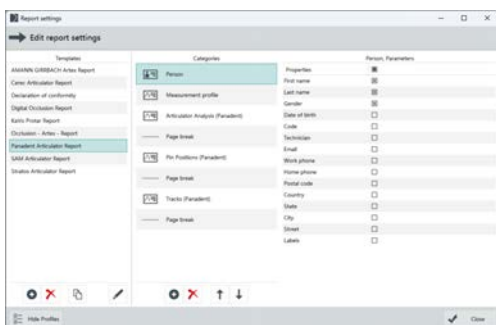 Report settings
Edit report settings
Templates
AMANN GIRRBACH Artex Report
Carex Articulator Report
Declaration of conformity
Digital Occlusion Report
KaVo Protar Report
Occlusion - Artex - Report
Panadent Articulator Report
SAM Articulator Report
Stratos Articulator Report
Categories
Person
Measurement profile
Articulator Analysis (Panadent)
Page break
Pin Positions (Panadent)
Page break
Tracks (Panadent)
Page break
Person, Parameters
Properties
First name
Last name
Gender
Date of birth
Code
Technician
Email
Work phone
Home phone
Postal code
Country
State
City
Street
Labels
Hide Profiles
Close